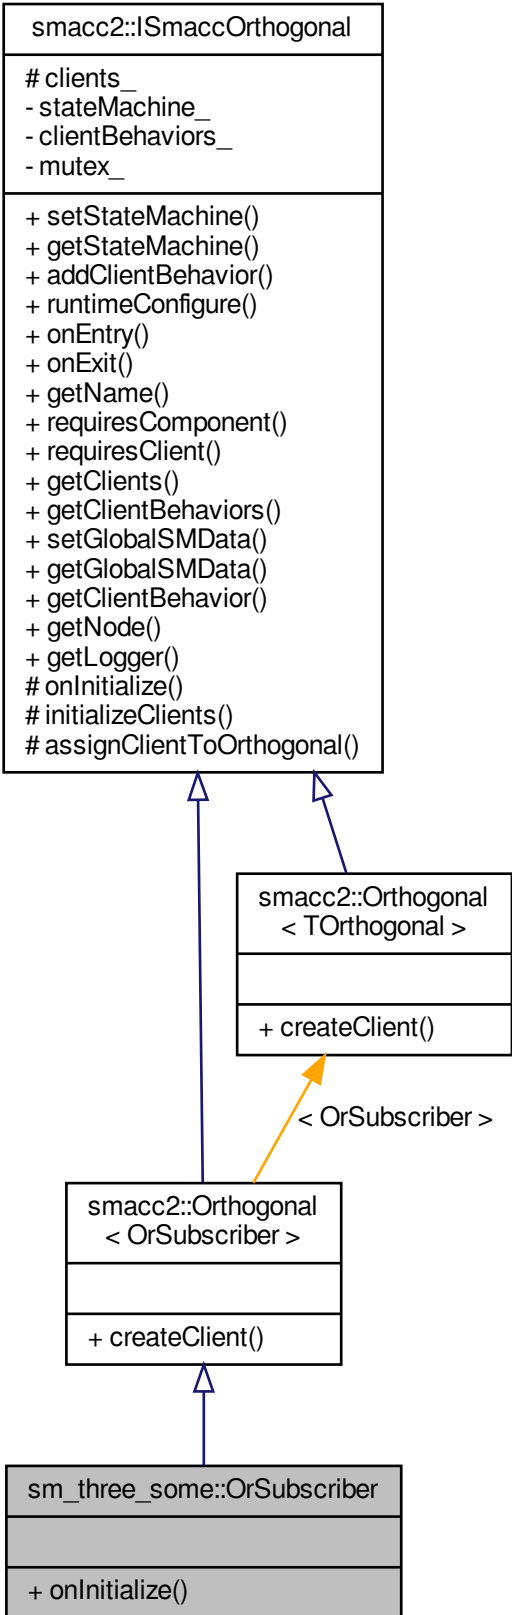 smacc2::ISmaccOrthogonal
# clients_
- stateMachine_
- clientBehaviors_
- mutex_
+ setStateMachine()
+ getStateMachine()
+ addClientBehavior()
+ runtimeConfigure()
+ onEntry()
+ onExit()
+ getName()
+ requiresComponent()
+ requiresClient()
+ getClients()
+ getClientBehaviors()
+ setGlobalSMData()
+ getGlobalSMData()
+ getClientBehavior()
+ getNode()
+ getLogger()
# onInitialize()
# initializeClients()
# assignClientToOrthogonal()
smacc2::Orthogonal
< TOrthogonal >
+ createClient()
< OrSubscriber >
smacc2::Orthogonal
< OrSubscriber >
+ createClient()
sm_three_some::OrSubscriber
+ onInitialize()